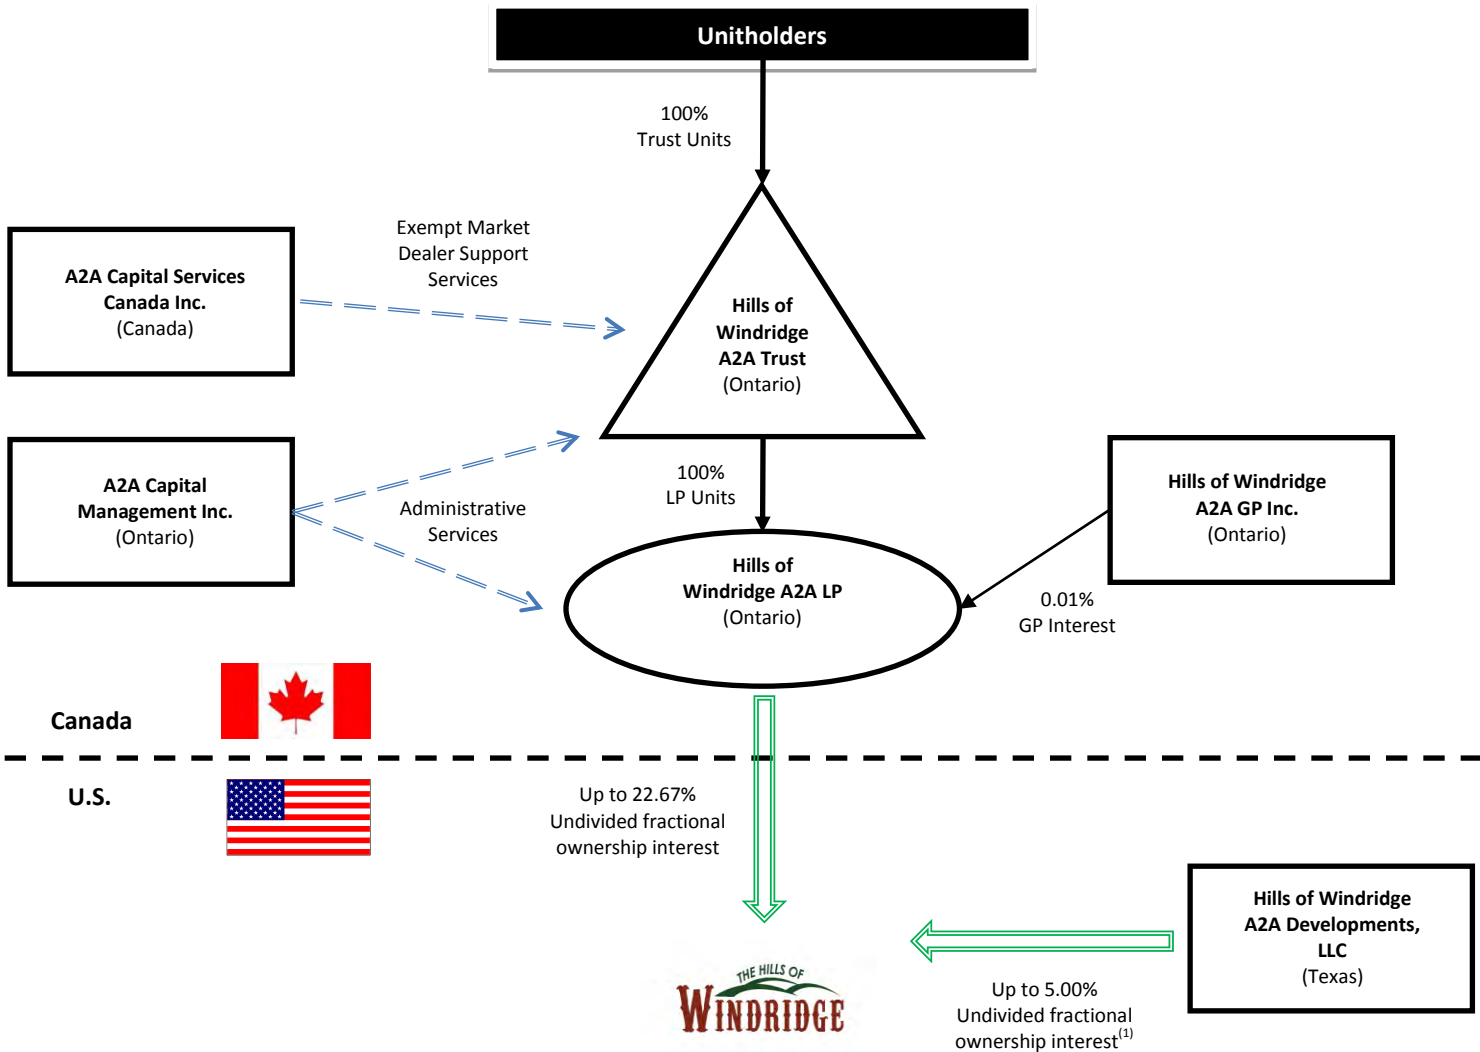 Unitholders
100%
Trust Units
Exempt Market
Dealer Support
Services
A2A Capital Services
Canada Inc.
(Canada)
Hills of
Windridge
A2A Trust
(Ontario)
A2A Capital
Management Inc.
(Ontario)
Administrative
Services
100%
LP Units
Hills of Windridge
A2A GP Inc.
(Ontario)
Hills of
Windridge A2A LP
(Ontario)
0.01%
GP Interest
Canada
U.S.
Up to 22.67%
Undivided fractional
ownership interest
Hills of Windridge
A2A Developments,
LLC
(Texas)
THE HILLS OF
WINDRIDGE
Up to 5.00%
Undivided fractional
ownership interest(1)